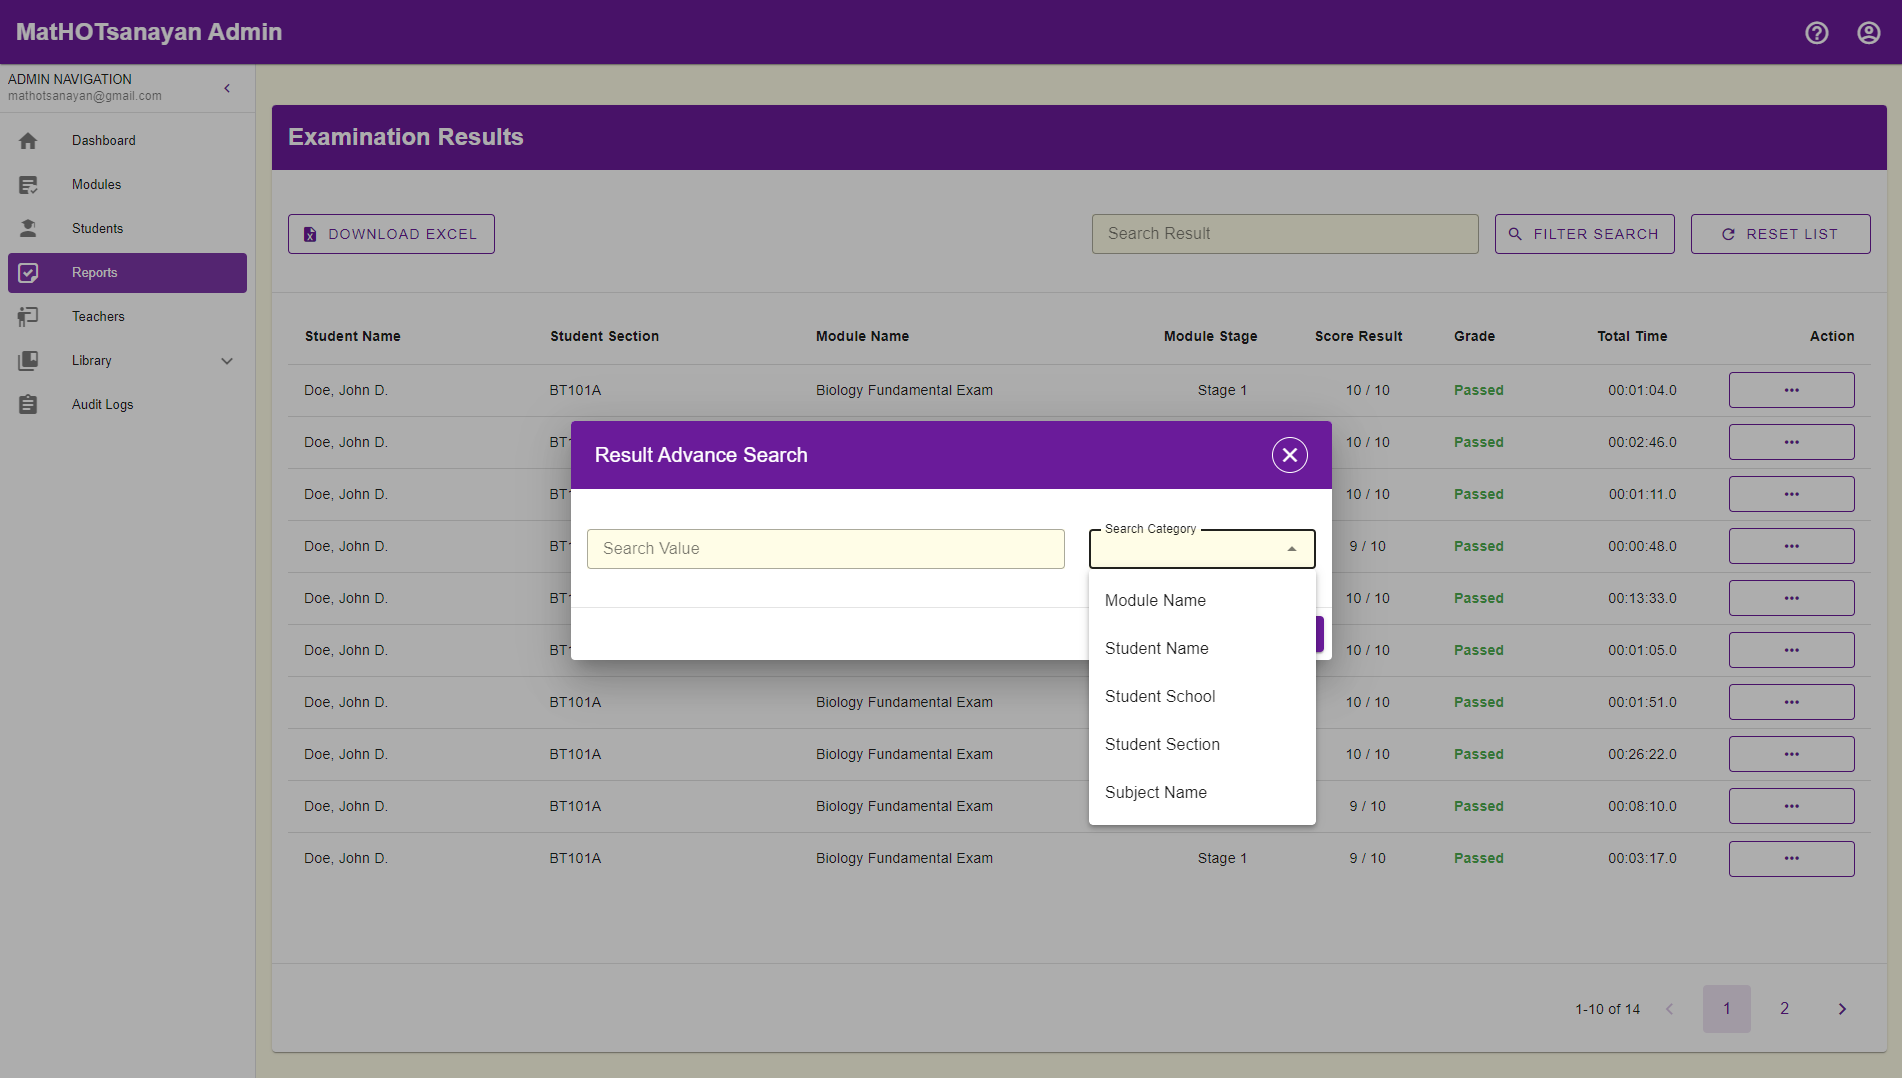 MatHOTsanayan Admin
ADMIN NAVIGATION
mathotsanayan@gmail.com
Dashboard
Modules
Students
Reports
Teachers
Library
Audit Logs
Examination Results
DOWNLOAD EXCEL
Search Result
FILTER SEARCH
RESET LIST
Student Name Student Section Module Name Module Stage Score Result Grade Total Time Action
Doe, John D. BT101A Biology Fundamental Exam Stage 1 10 / 10 Passed 00:01:04.0
Doe, John D. BT 10 / 10 Passed 00:02:46.0
Doe, John D. BT 10 / 10 Passed 00:01:11.0
Doe, John D. BT 9 / 10 Passed 00:00:48.0
Doe, John D. BT 10 / 10 Passed 00:13:33.0
Doe, John D. BT 10 / 10 Passed 00:01:05.0
Doe, John D. BT101A Biology Fundamental Exam 10 / 10 Passed 00:01:51.0
Doe, John D. BT101A Biology Fundamental Exam 10 / 10 Passed 00:26:22.0
Doe, John D. BT101A Biology Fundamental Exam 9 / 10 Passed 00:08:10.0
Doe, John D. BT101A Biology Fundamental Exam Stage 1 9 / 10 Passed 00:03:17.0
Result Advance Search
Search Value
Search Category
Module Name
Student Name
Student School
Student Section
Subject Name
1-10 of 14
1
2